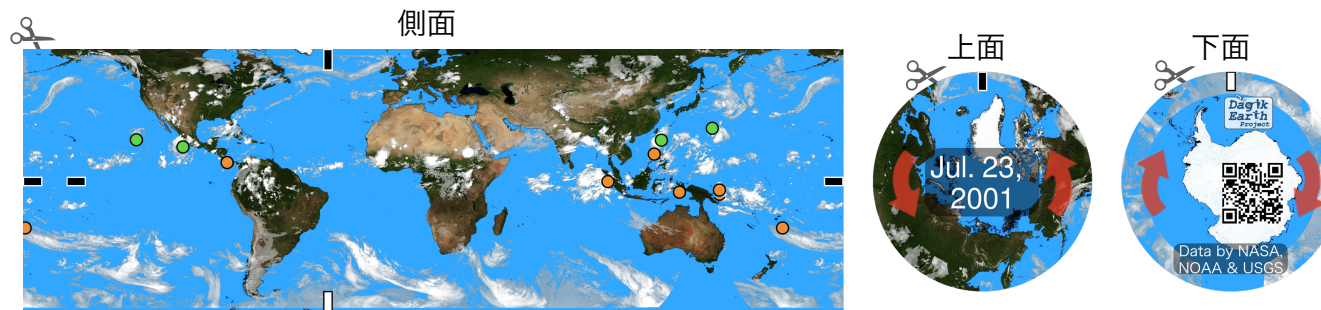 側面
上面
下面
Jul. 23,
2001
Dagik
Earth
Project
Data by NASA,
NOAA & USGS